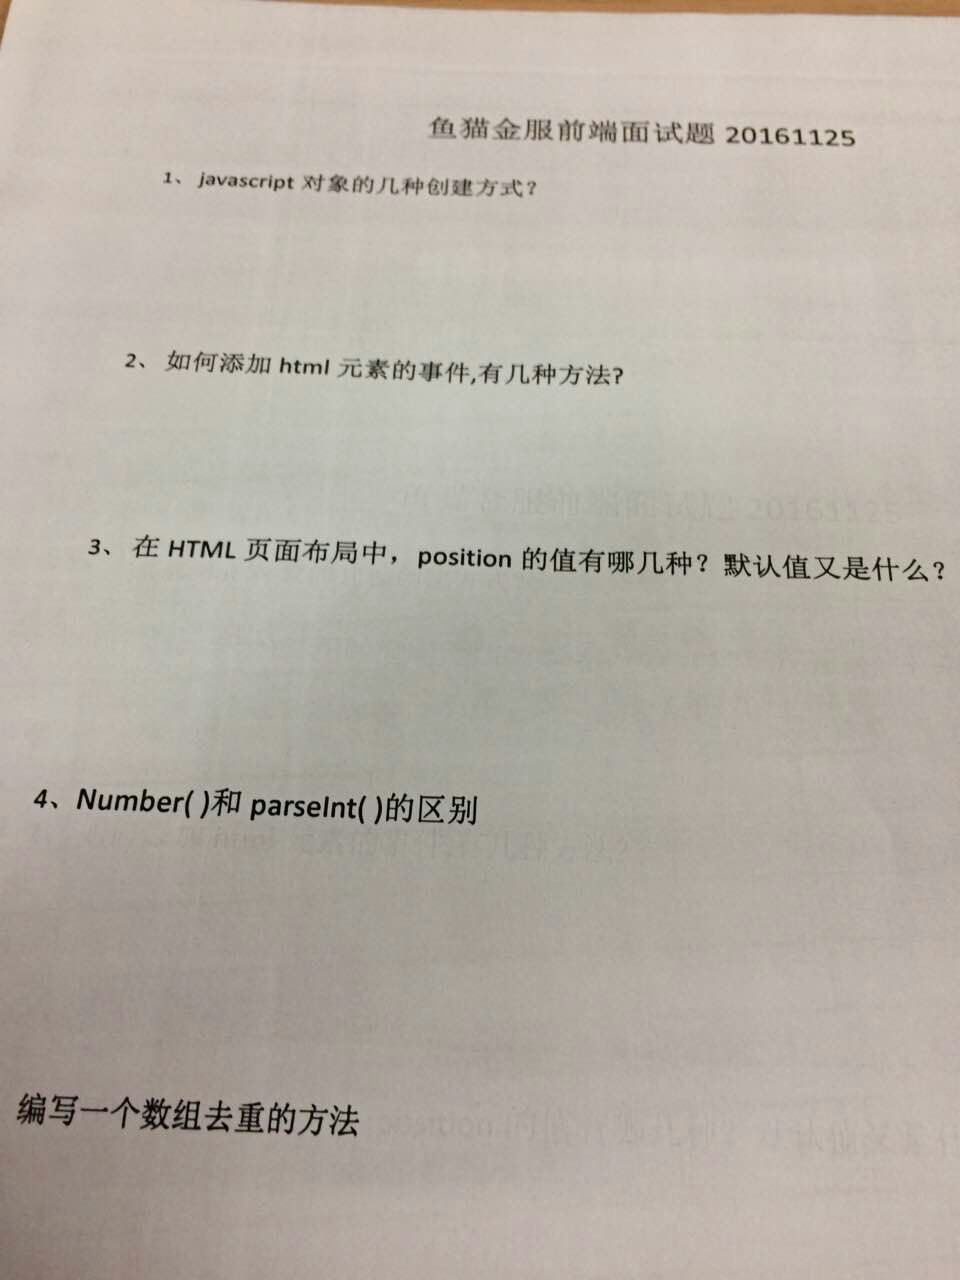 鱼猫金服前端面试题 20161125
1、javascript 对象的几种创建方式？
2、如何添加 html 元素的事件,有几种方法?
3、在 HTML 页面布局中，position 的值有哪几种？默认值又是什么？
4、Number( )和 parseInt( )的区别
编写一个数组去重的方法